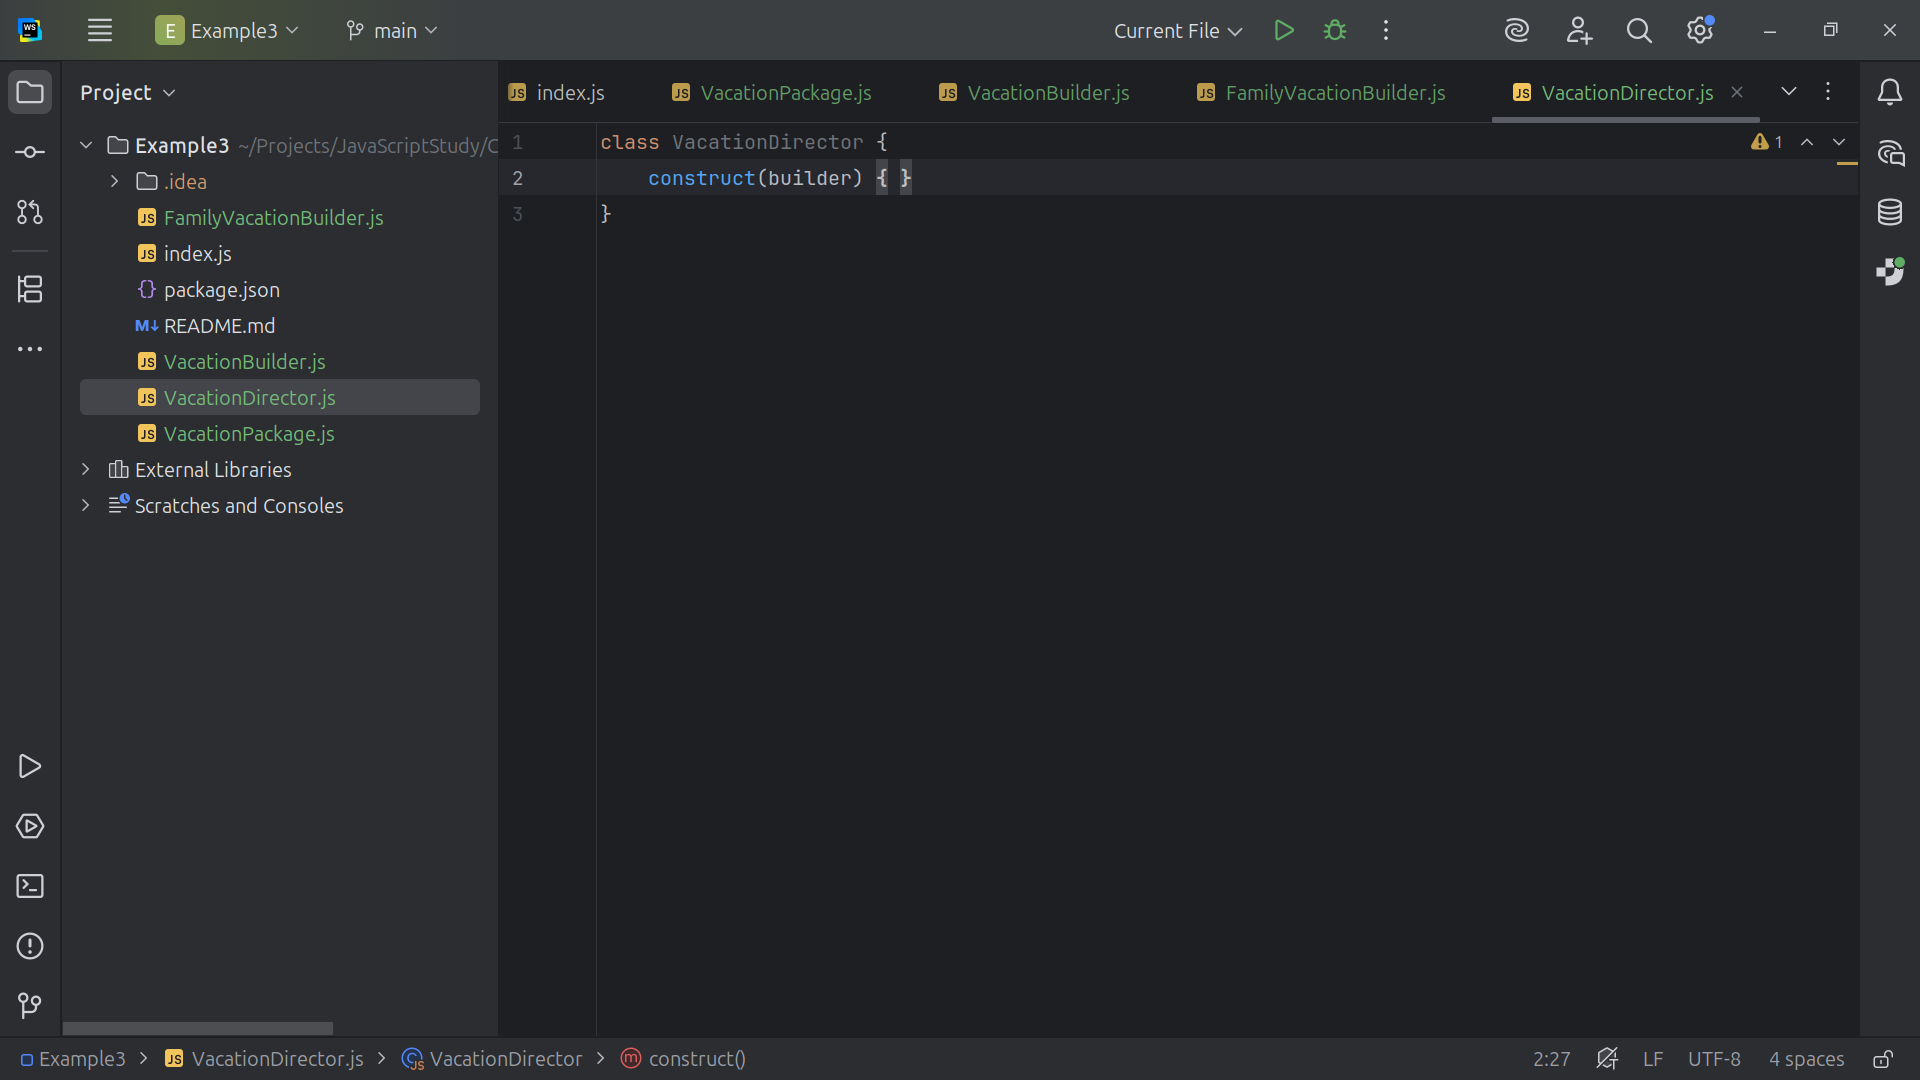 WS
E Example3
main
Current File
Project
index.js
VacationPackage.js
VacationBuilder.js
FamilyVacationBuilder.js
VacationDirector.js
Example3 ~/Projects/JavaScriptStudy/C
.idea
FamilyVacationBuilder.js
index.js
package.json
README.md
VacationBuilder.js
VacationDirector.js
VacationPackage.js
External Libraries
Scratches and Consoles
1 class VacationDirector {
2 construct(builder) { }
3 }
1
Example3 VacationDirector.js VacationDirector construct()
2:27 LF UTF-8 4 spaces